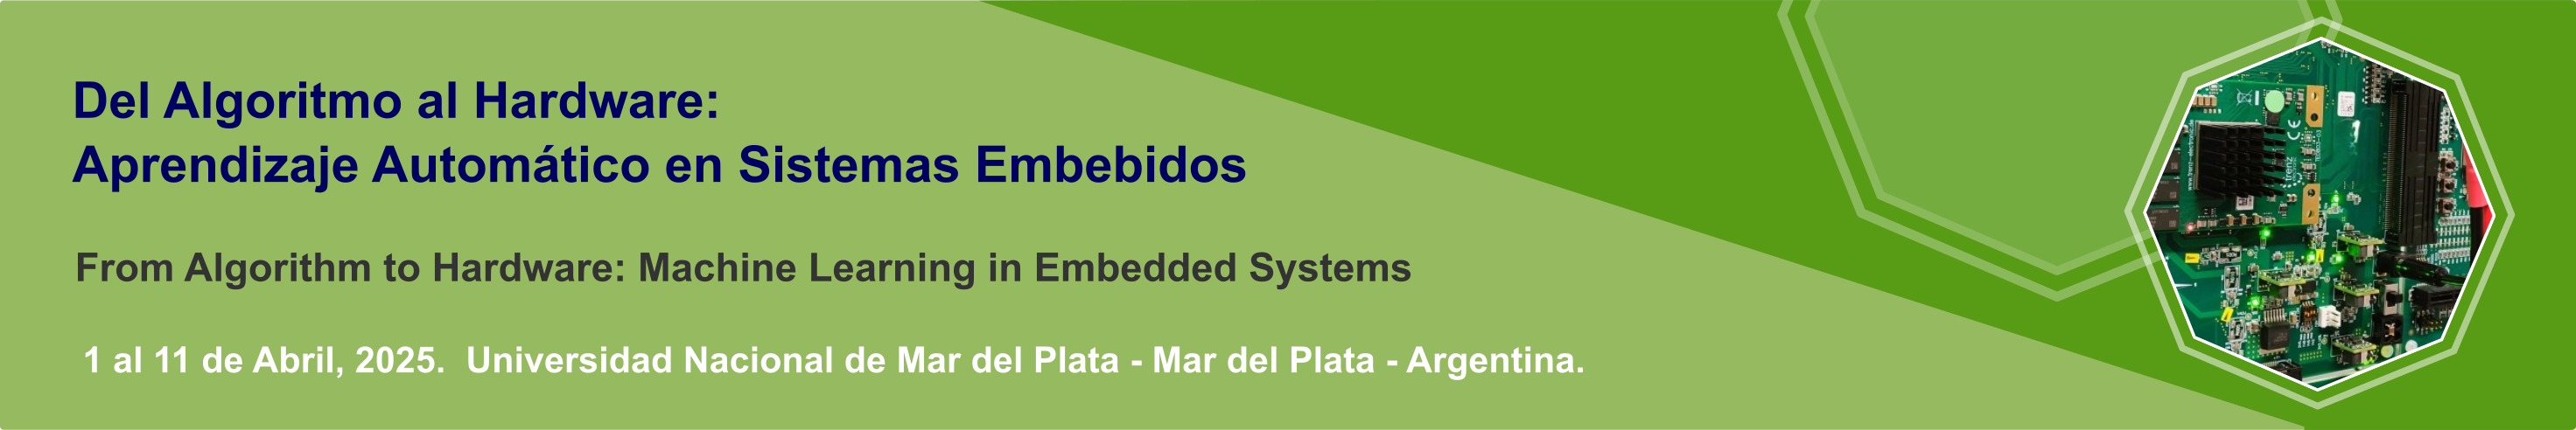 Del Algoritmo al Hardware:
Aprendizaje Automático en Sistemas Embebidos
From Algorithm to Hardware: Machine Learning in Embedded Systems
1 al 11 de Abril, 2025. Universidad Nacional de Mar del Plata - Mar del Plata - Argentina.